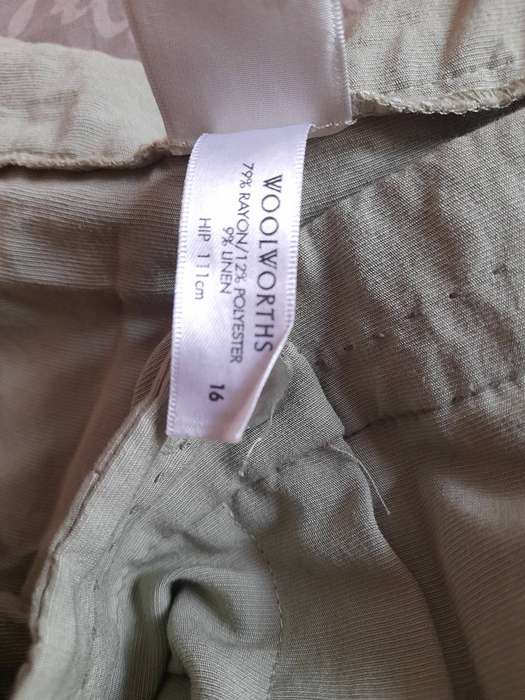 WOOLWORTHS
79% RAYON/12% POLYESTER
9% LINEN
HIP 111cm
16